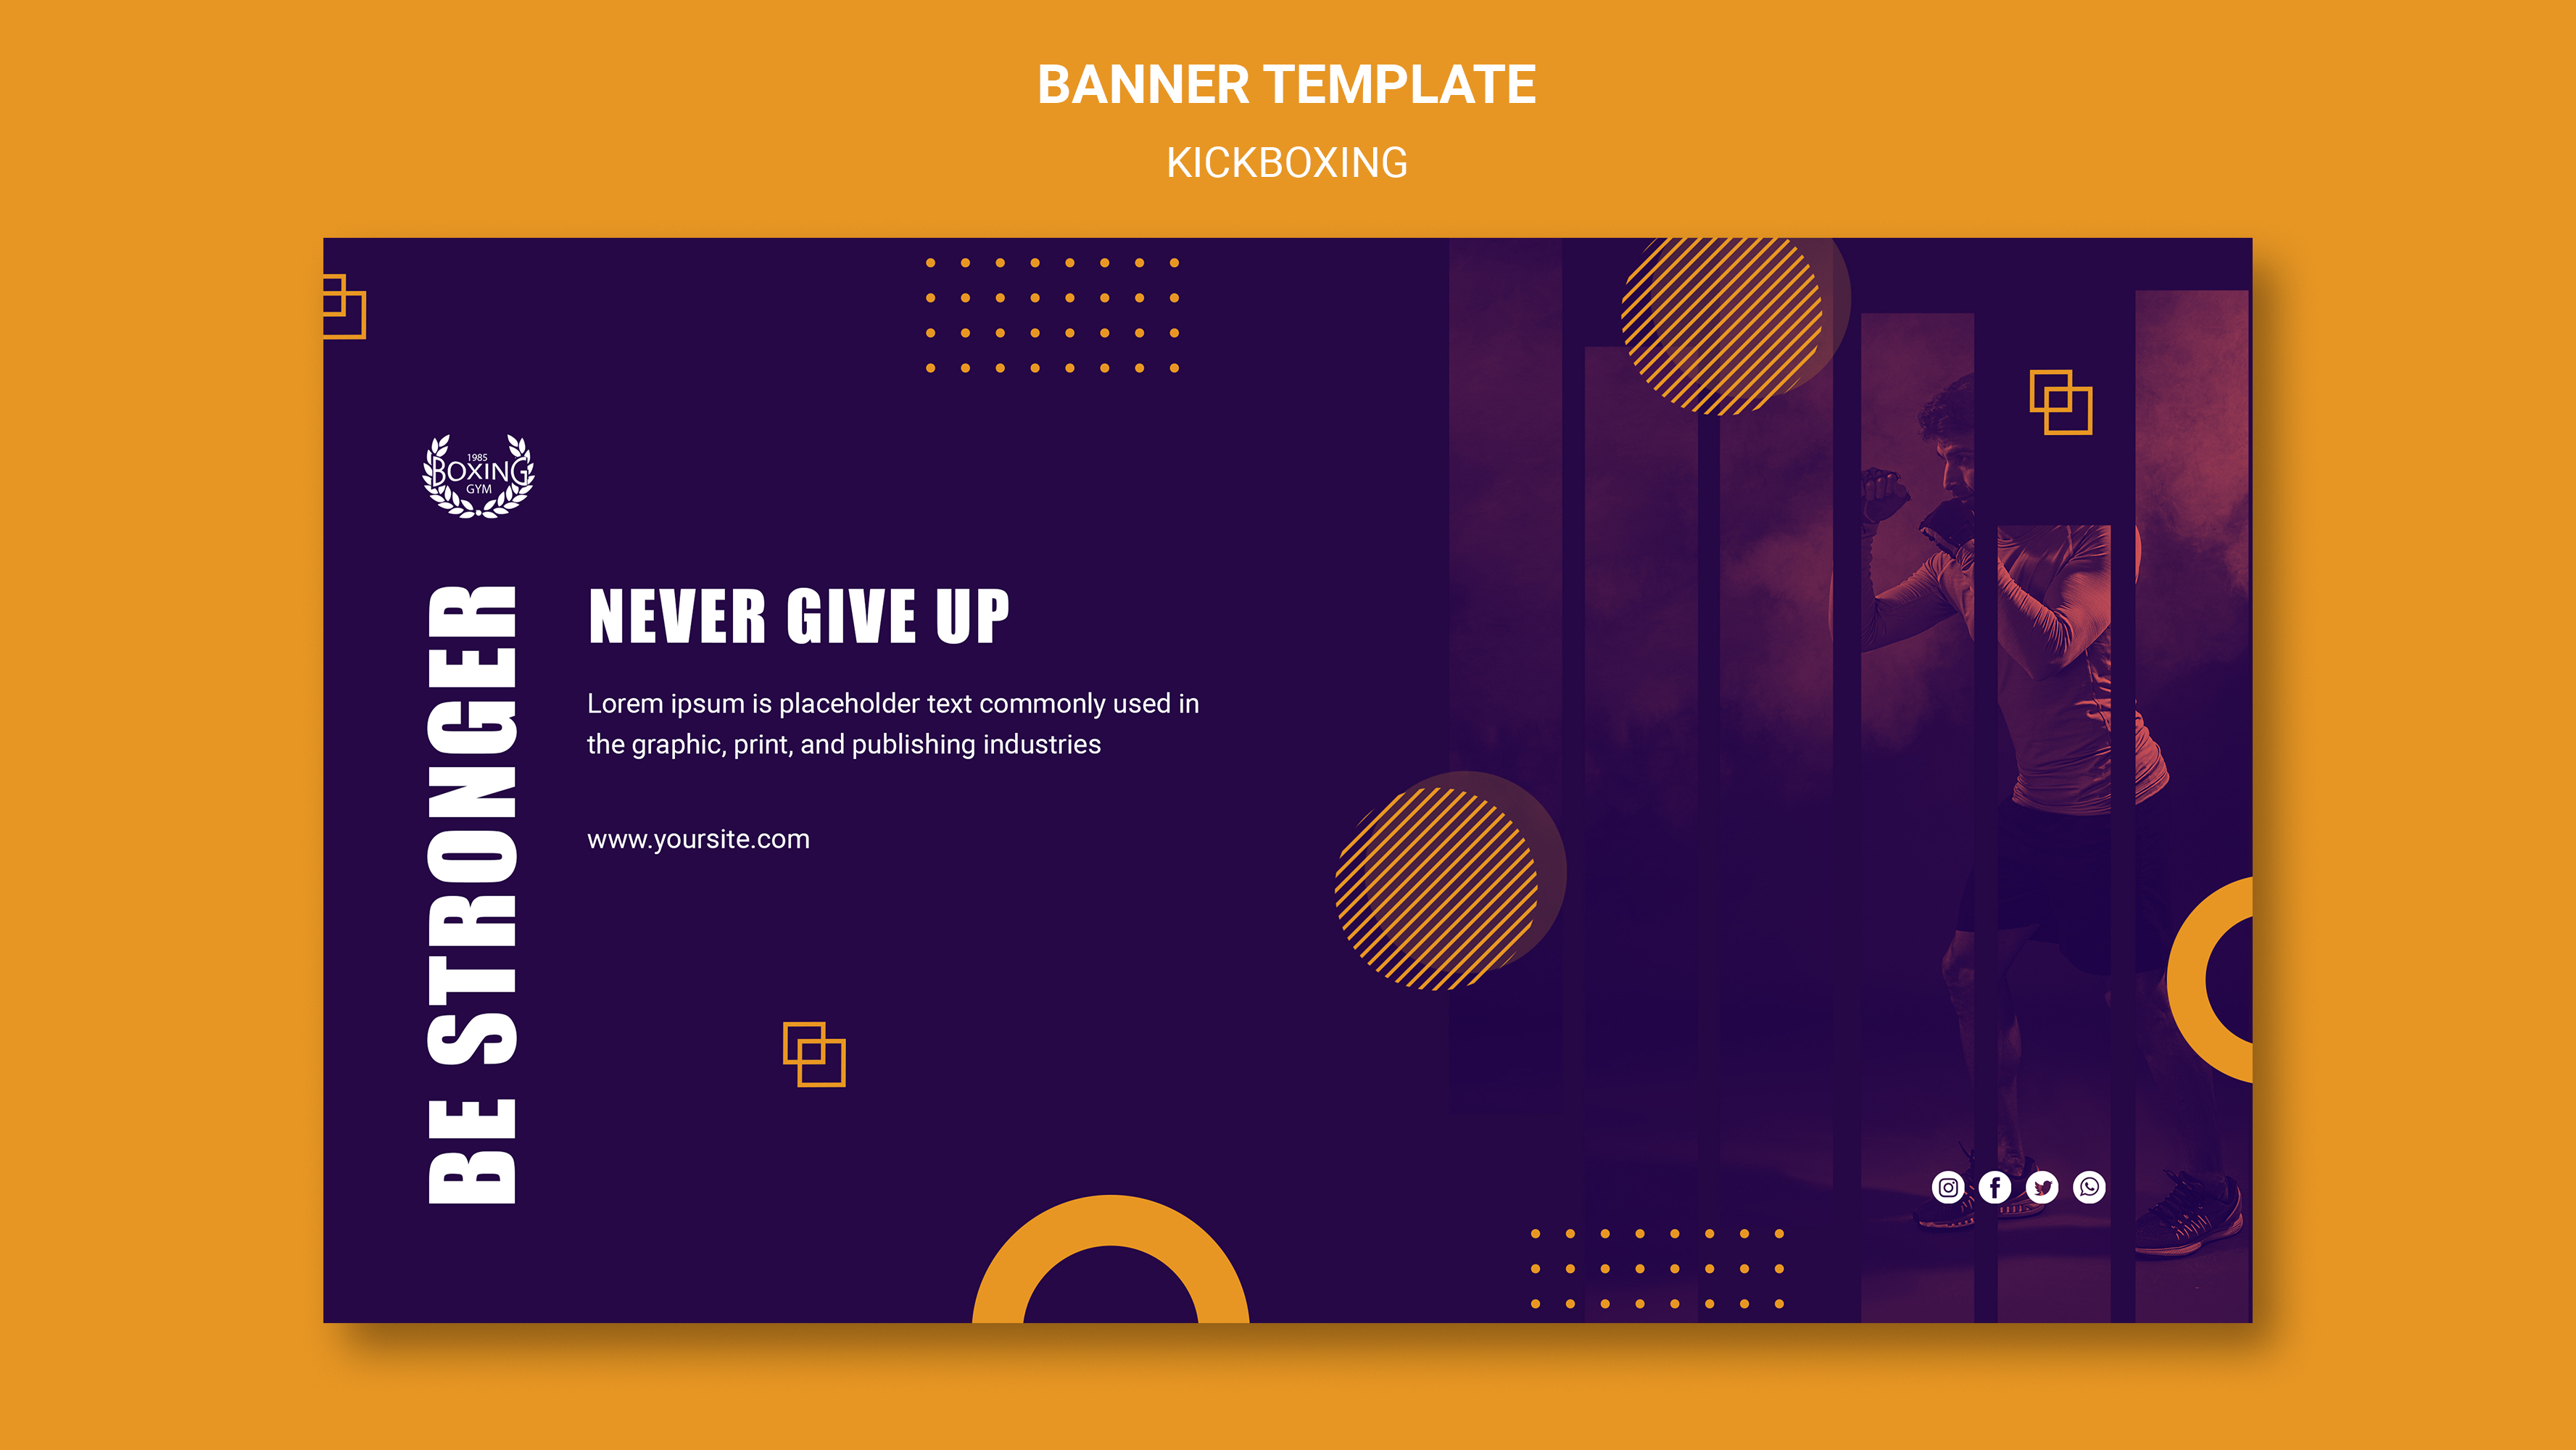 BANNER TEMPLATE
KICKBOXING
1985
BOXING
GYM
BE STRONGER
NEVER GIVE UP
Lorem ipsum is placeholder text commonly used in
the graphic, print, and publishing industries
www.yoursite.com